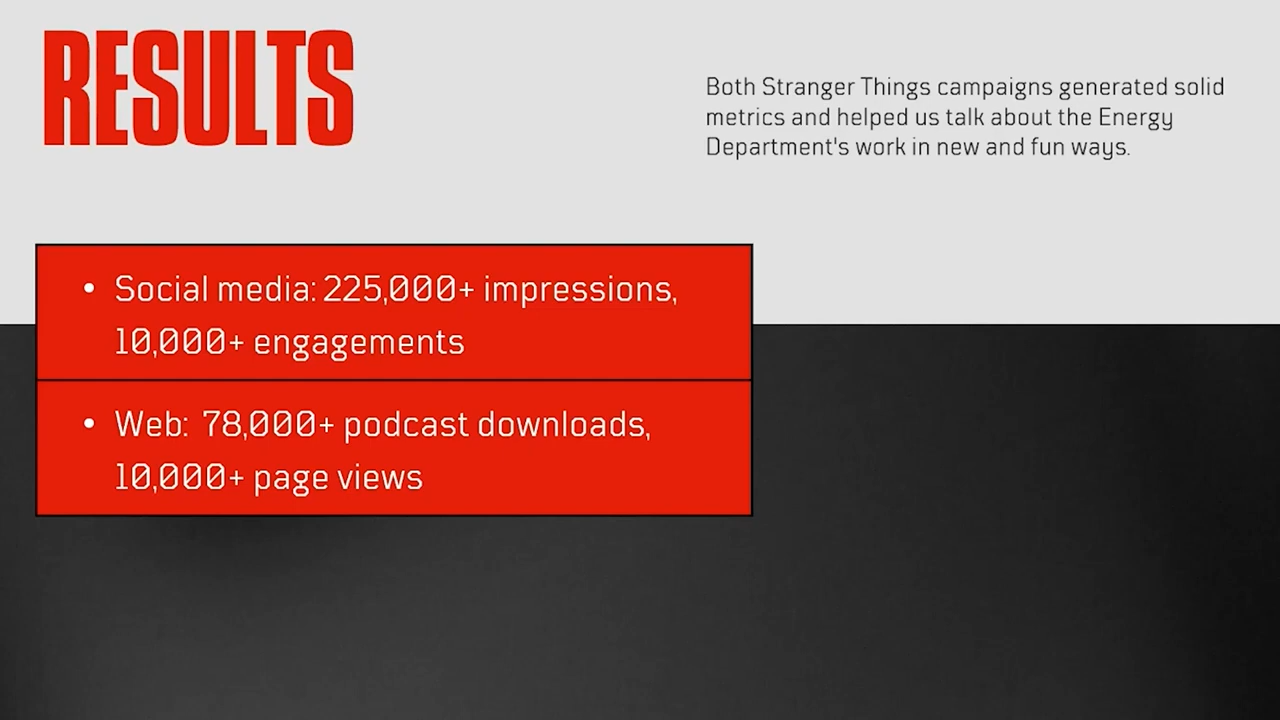 RESULTS
Both Stranger Things campaigns generated solid
metrics and helped us talk about the Energy
Department's work in new and fun ways.
• Social media: 225,000+ impressions,
10,000+ engagements
• Web: 78,000+ podcast downloads,
10,000+ page views